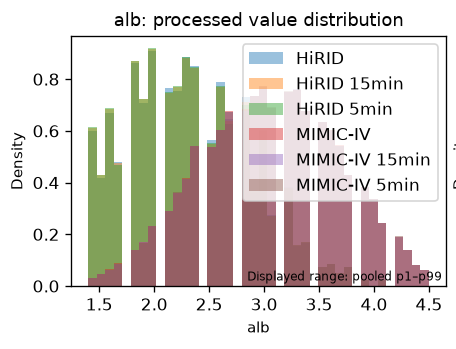 alb: processed value distribution
HiRID
HiRID 15min
HiRID 5min
MIMIC-IV
MIMIC-IV 15min
MIMIC-IV 5min
Density
0.8
0.6
0.4
0.2
0.0
Displayed range: pooled p1–p99
1.5 2.0 2.5 3.0 3.5 4.0 4.5
alb